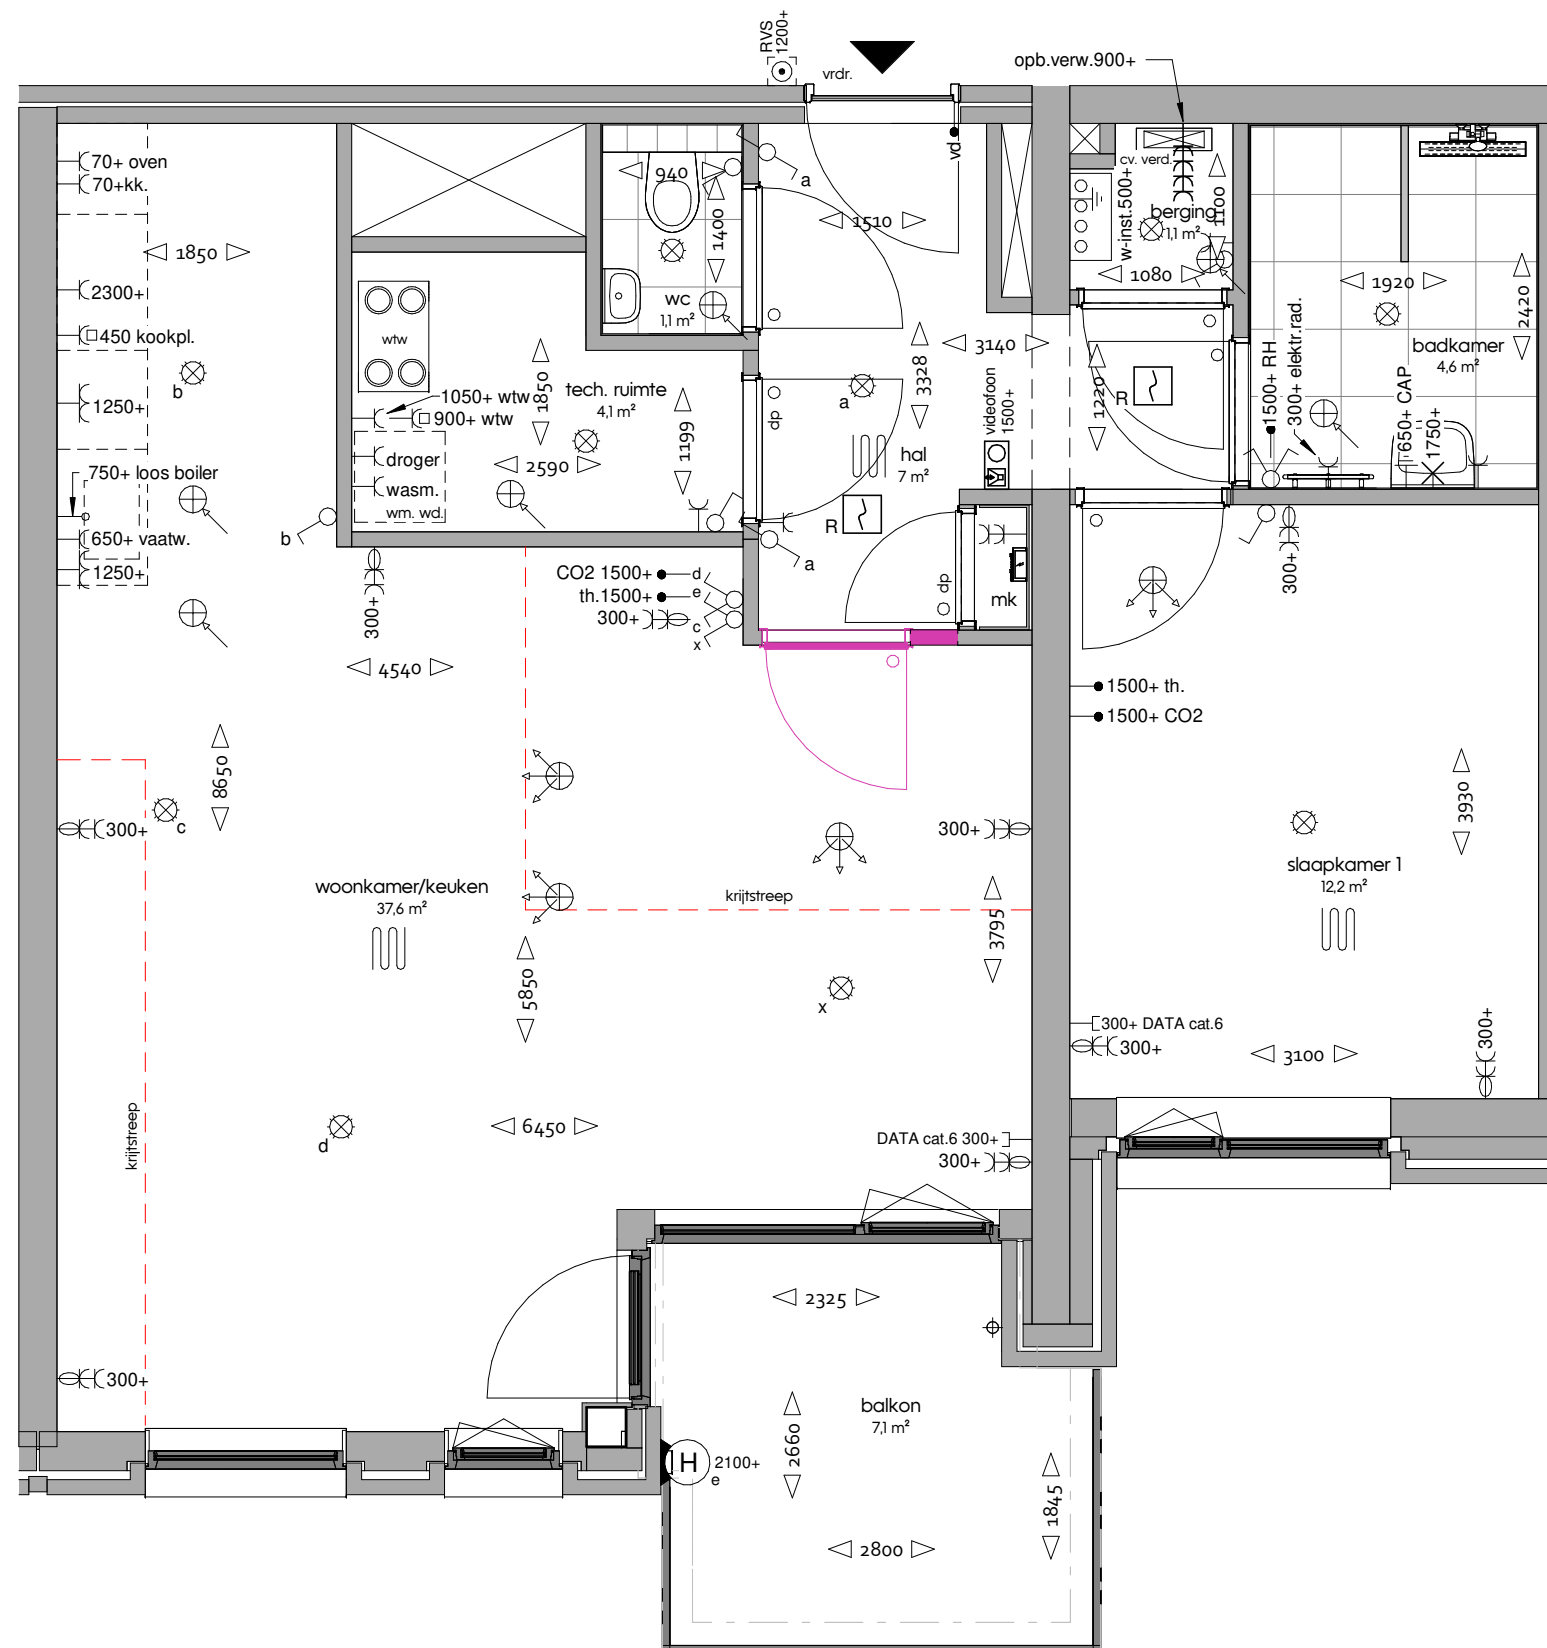 RVS
1200+
vrdr.
opb.verw.900+
70+ oven
70+kk.
1850
2300+
450 kookpl.
b
1250+
750+ loos boiler
650+ vaatw.
1250+
b
wtw
1050+ wtw
900+ wtw
droger
wasm.
wm. wd.
1850
tech. ruimte
4,1 m²
2590
1199
940
1400
wc
1,1 m²
a
1510
vd
3328
3140
a
dp
hal
7 m²
videofoon
1500+
R
a
dp
mk
cv. verd.
w-inst.500+
berging
1,1 m²
1100
1080
1220
R
1920
2420
badkamer
4,6 m²
1500+ RH
300+ elektr.rad.
650+ CAP
1750+
300+
CO2 1500+
d
th.1500+
e
300+
c
x
300+
4540
8650
c
300+
woonkamer/keuken
37,6 m²
krijtstreep
5850
300+
3795
x
d
6450
krijtstreep
DATA cat.6 300+
300+
300+
1500+ th.
1500+ CO2
3930
slaapkamer 1
12,2 m²
300+ DATA cat.6
300+
3100
300+
2325
balkon
7,1 m²
H
2100+
e
2660
1845
2800